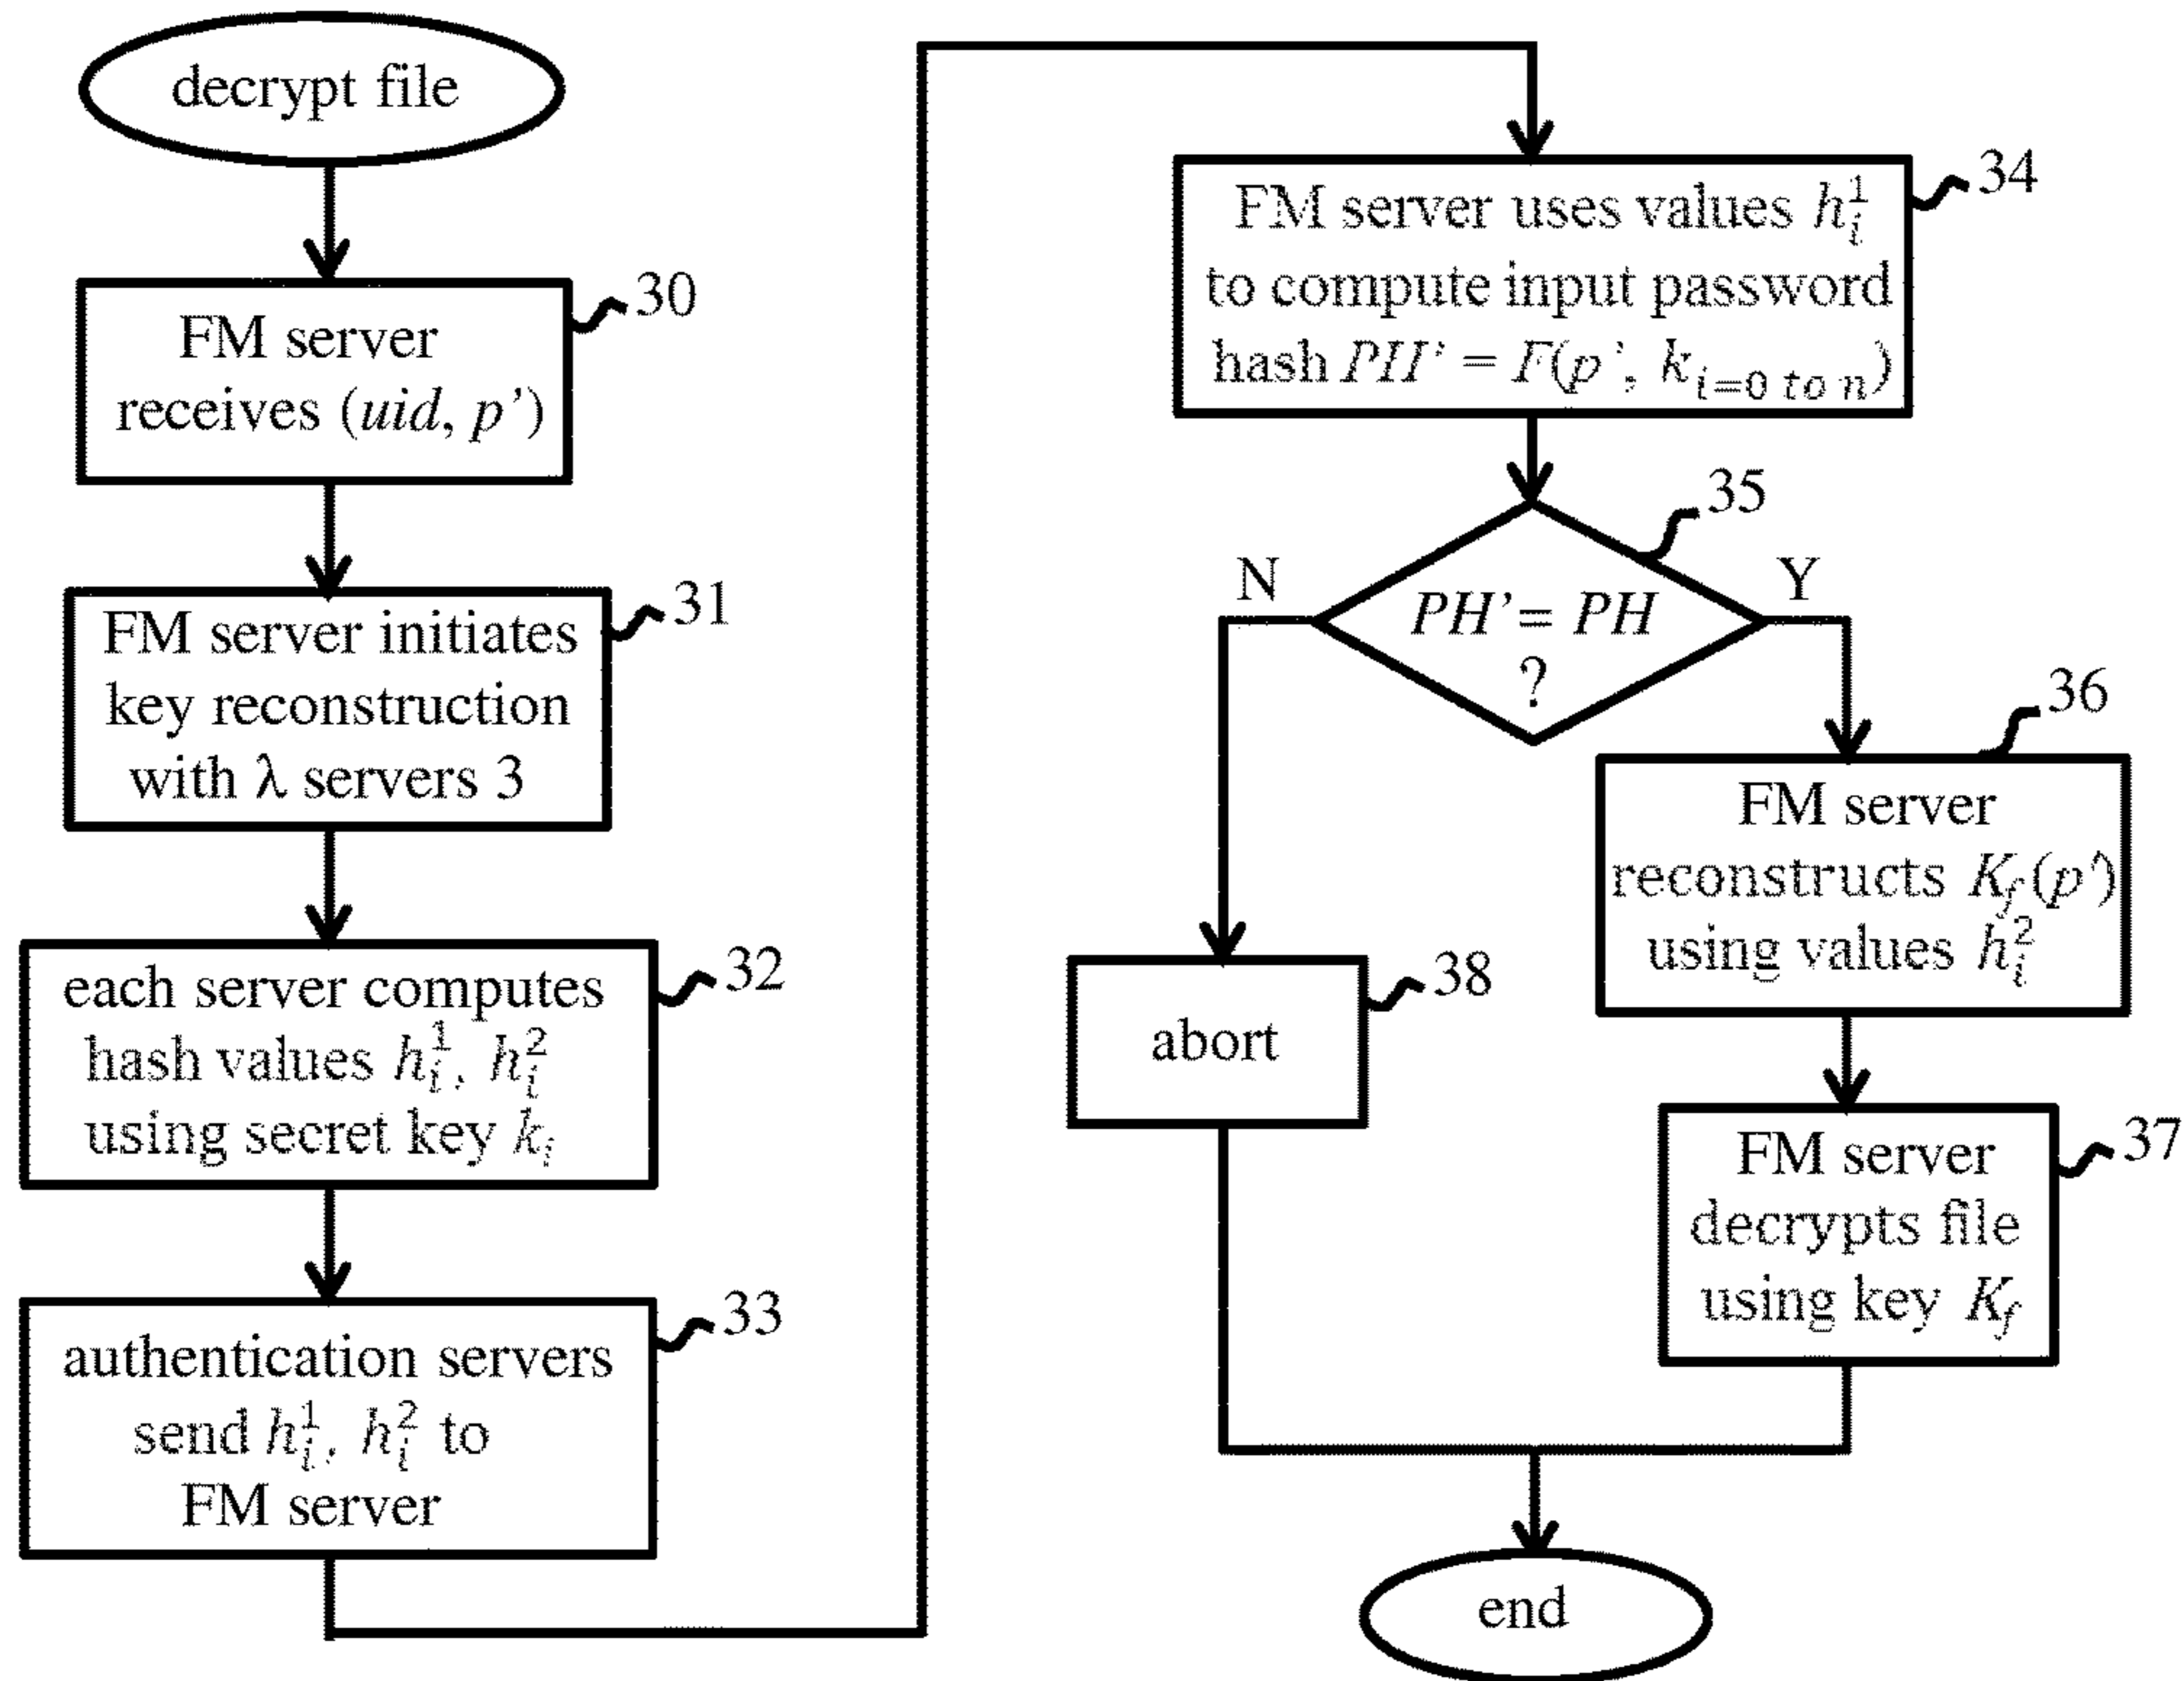 decrypt file
FM server
receives (uid, p’)
30
FM server initiates
key reconstruction
with λ servers 3
31
each server computes
hash values h_i^1, h_i^2
using secret key k_i
32
authentication servers
send h_i^1, h_i^2 to
FM server
33
FM server uses values h_i^1
to compute input password
hash PH’ = F(p’, k_{i=0 to n})
34
PH’ = PH
?
35
N
Y
FM server
reconstructs K_f(p’)
using values h_i^2
36
FM server
decrypts file
using key K_f
37
abort
38
end